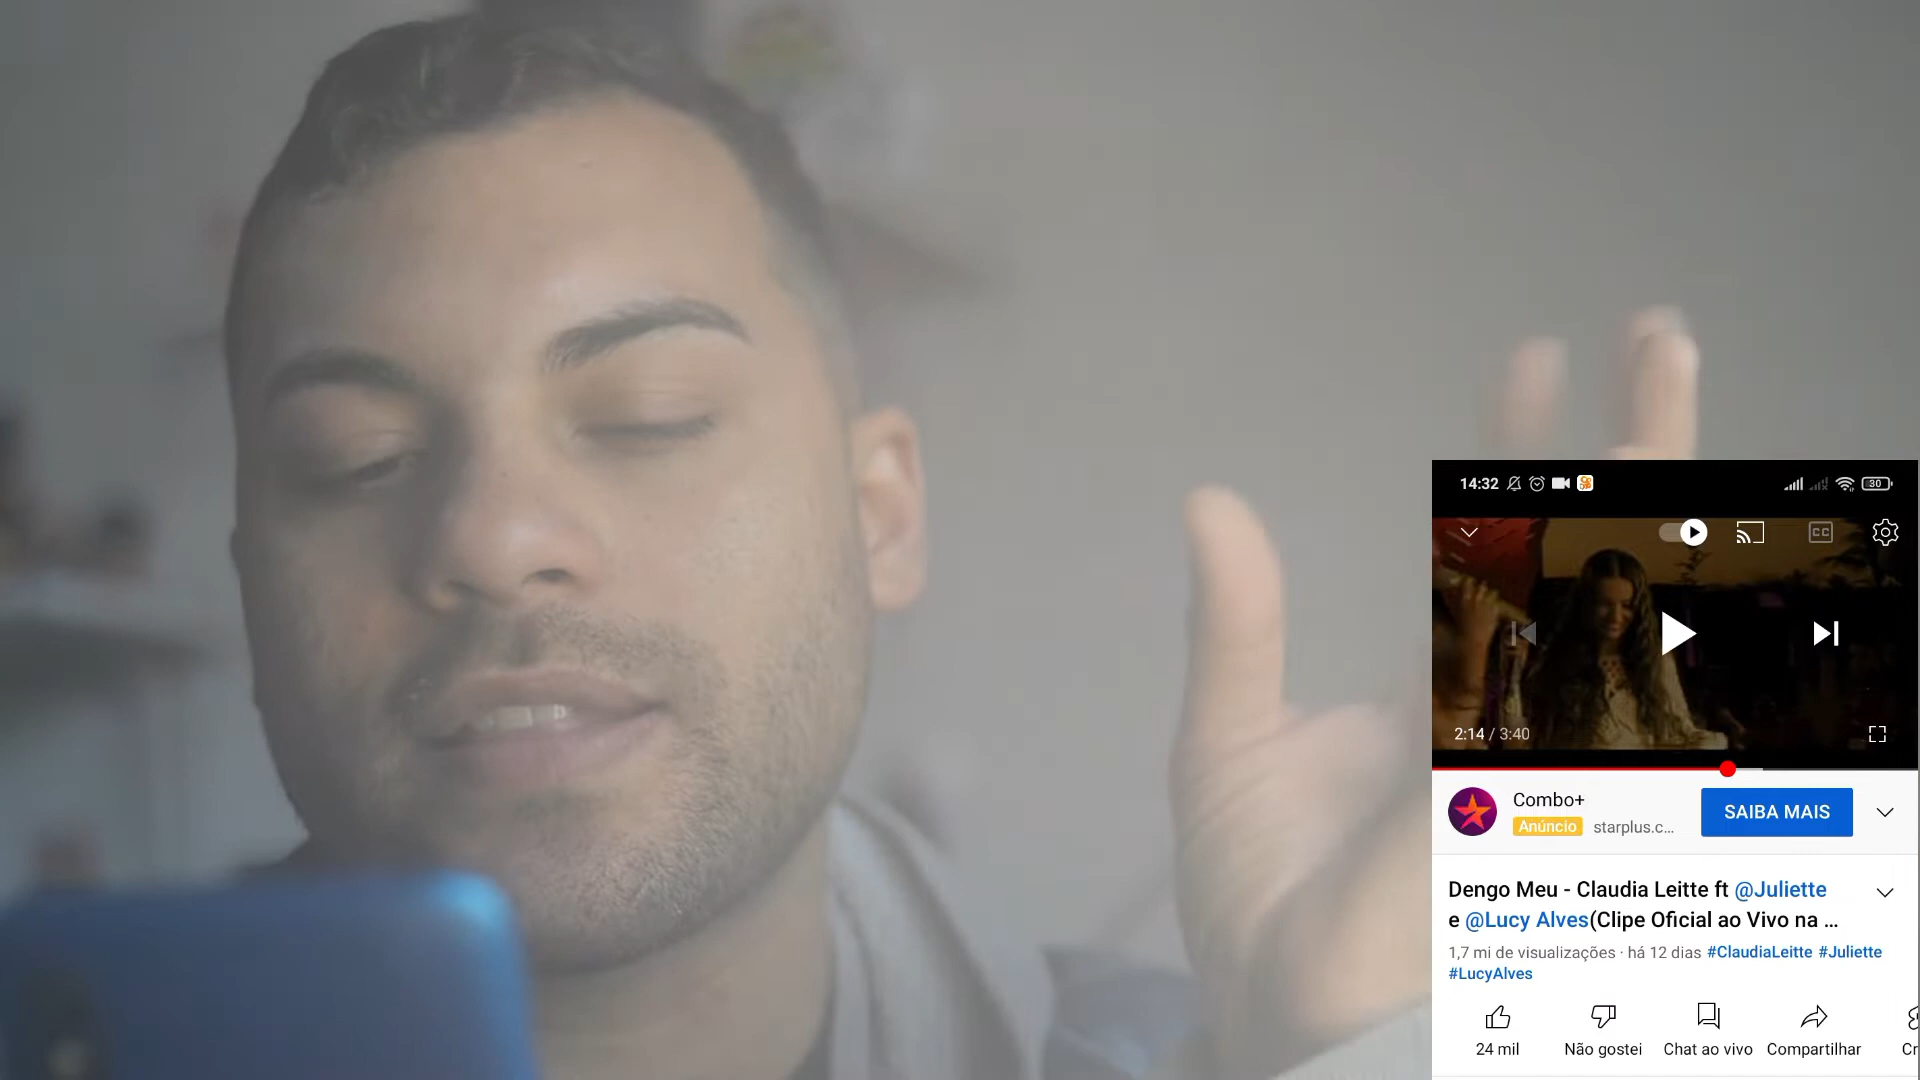 14:32
30
CC
2:14 / 3:40
Combo+
Anúncio starplus.c...
SAIBA MAIS
Dengo Meu - Claudia Leitte ft @Juliette
e @Lucy Alves(Clipe Oficial ao Vivo na ...
1,7 mi de visualizações · há 12 dias #ClaudiaLeitte #Juliette
#LucyAlves
24 mil
Não gostei
Chat ao vivo
Compartilhar
Cr